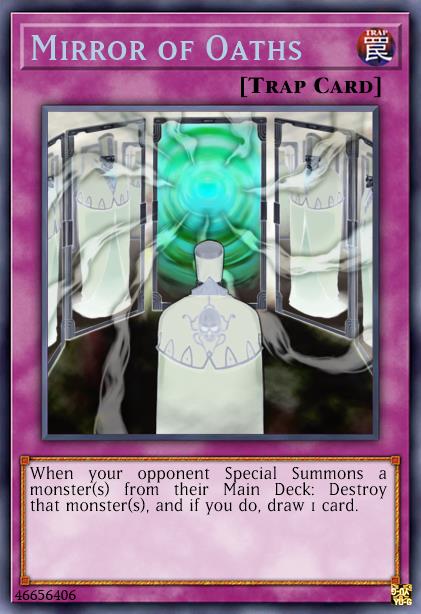 Mirror of Oaths
TRAP
罠
[Trap Card]
When your opponent Special Summons a
monster(s) from their Main Deck: Destroy
that monster(s), and if you do, draw 1 card.
46656406